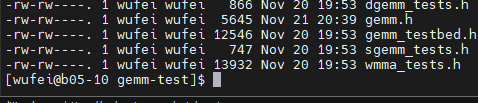 -rw-rw----. 1 wufei wufei   866 Nov 20 19:53 dgemm_tests.h
-rw-rw----. 1 wufei wufei  5645 Nov 21 20:39 gemm.h
-rw-rw----. 1 wufei wufei 12546 Nov 20 19:53 gemm_testbed.h
-rw-rw----. 1 wufei wufei   747 Nov 20 19:53 sgemm_tests.h
-rw-rw----. 1 wufei wufei 13932 Nov 20 19:53 wmma_tests.h
[wufei@b05-10 gemm-test]$